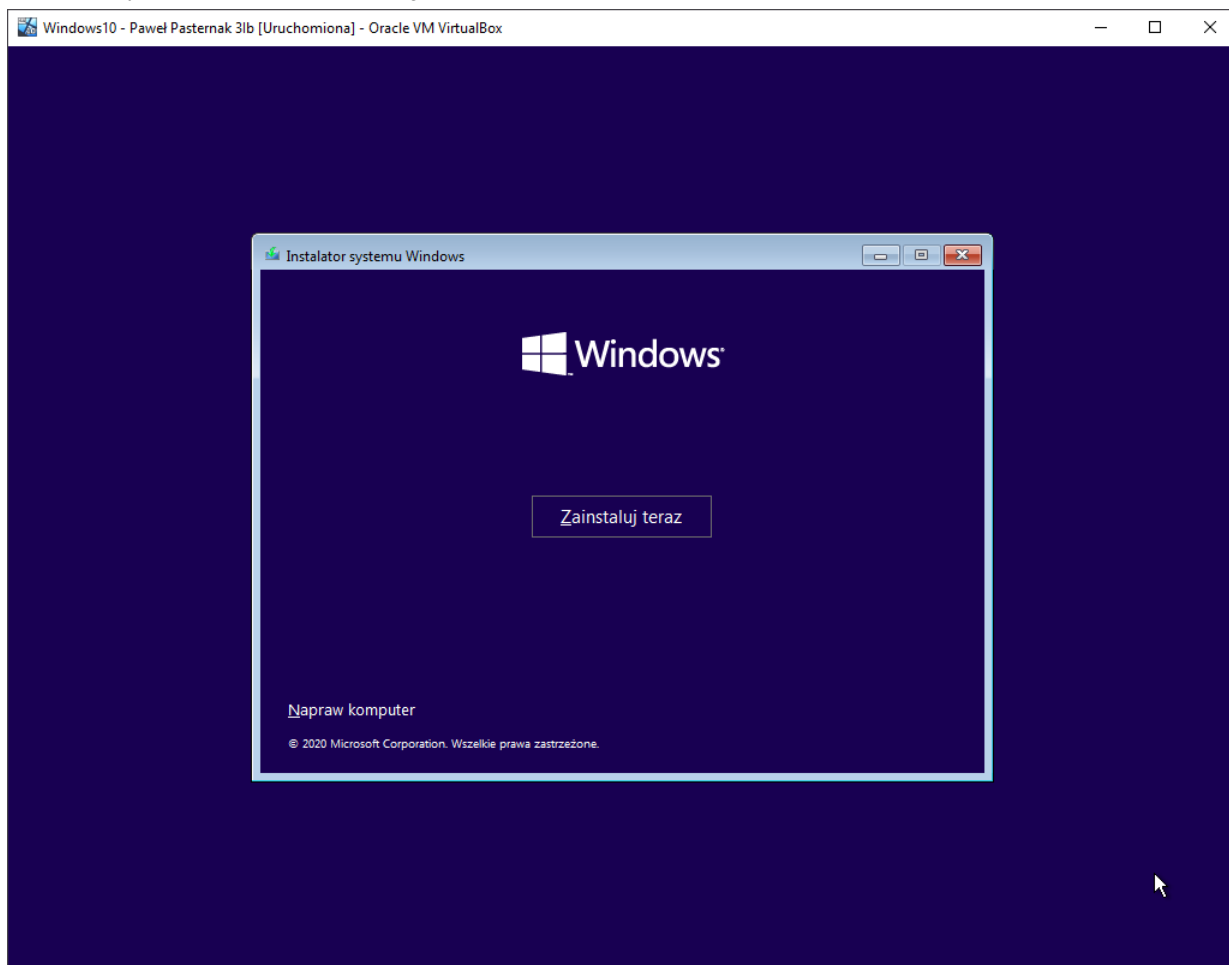 Windows10 - Paweł Pasternak 3lb [Uruchomiona] - Oracle VM VirtualBox
Instalator systemu Windows
Windows
Zainstaluj teraz
Napraw komputer
© 2020 Microsoft Corporation. Wszelkie prawa zastrzeżone.